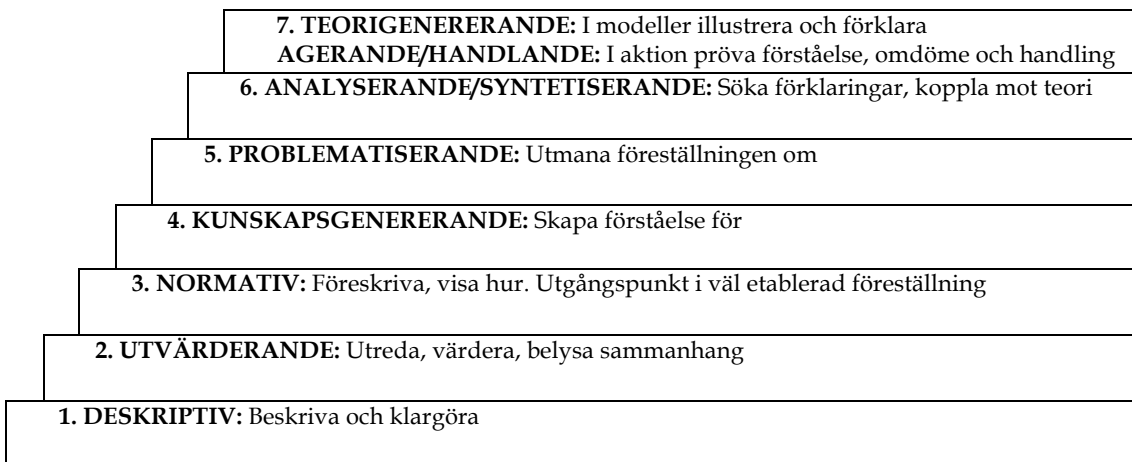 7. TEORIGENERERANDE: I modeller illustrera och förklara
AGERANDE/HANDLANDE: I aktion pröva förståelse, omdöme och handling
6. ANALYSERANDE/SYNTETISERANDE: Söka förklaringar, koppla mot teori
5. PROBLEMATISERANDE: Utmana föreställningen om
4. KUNSKAPSGENERERANDE: Skapa förståelse för
3. NORMATIV: Föreskriva, visa hur. Utgångspunkt i väl etablerad föreställning
2. UTVÄRDERANDE: Utreda, värdera, belysa sammanhang
1. DESKRIPTIV: Beskriva och klargöra